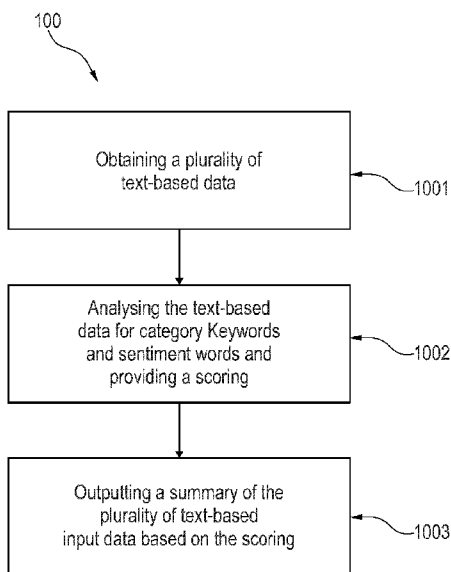 100
Obtaining a plurality of
text-based data
1001
Analysing the text-based
data for category Keywords
and sentiment words and
providing a scoring
1002
Outputting a summary of the
plurality of text-based
input data based on the scoring
1003